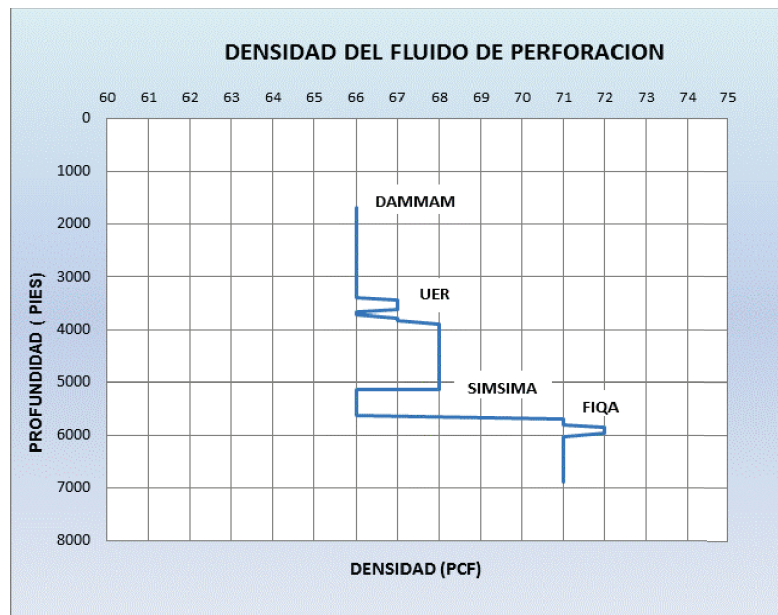 DENSIDAD DEL FLUIDO DE PERFORACION
60 61 62 63 64 65 66 67 68 69 70 71 72 73 74 75
0
1000
DAMMAM
2000
3000
UER
4000
5000
SIMSIMA
FIQA
6000
7000
8000
PROFUNDIDAD ( PIES)
DENSIDAD (PCF)